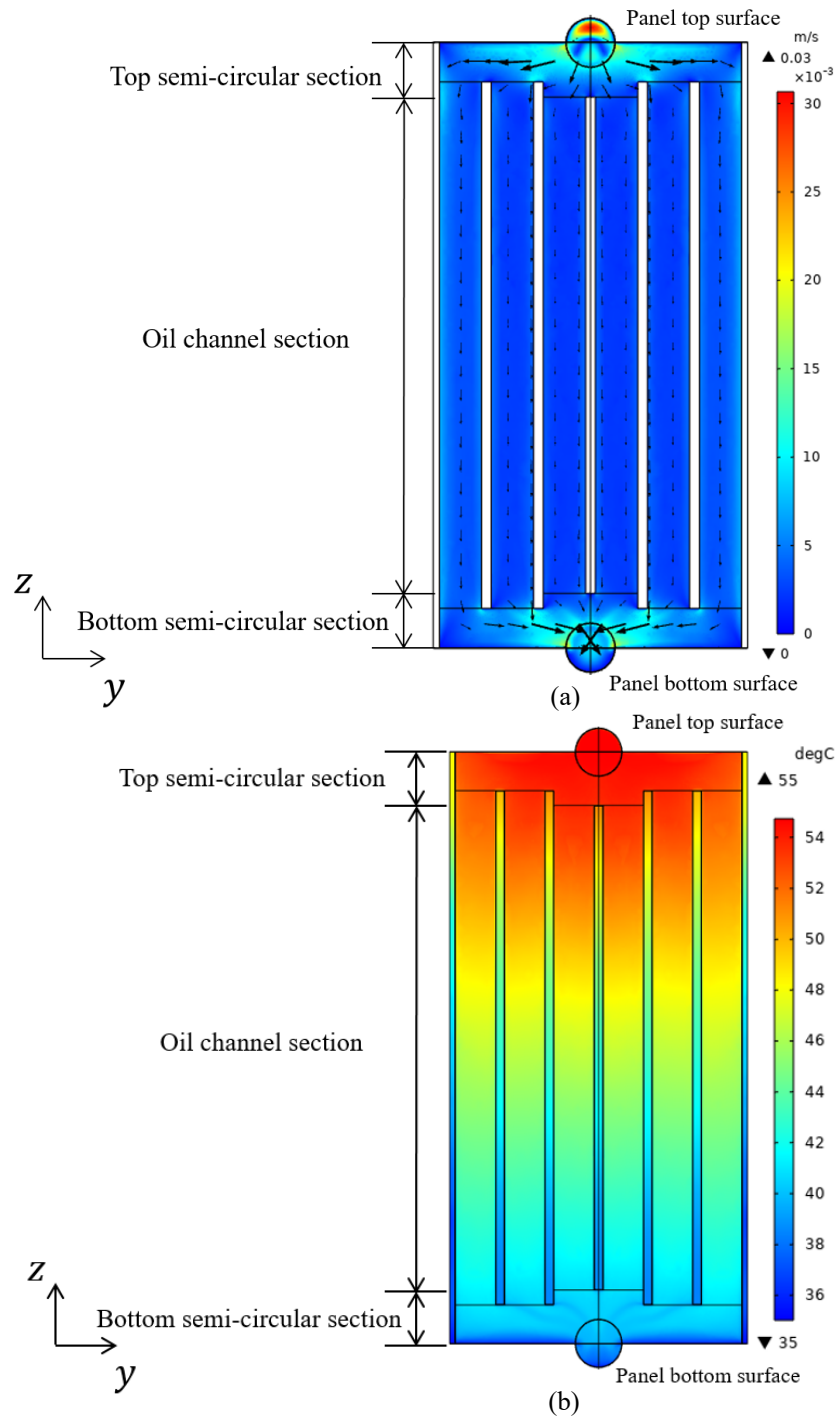 Panel top surface
m/s
▲ 0.03
×10⁻³
Top semi-circular section
30
25
20
15
Oil channel section
10
5
z
Bottom semi-circular section
0
▼ 0
y
Panel bottom surface
(a)
Panel top surface
degC
Top semi-circular section
▲ 55
54
52
50
48
46
Oil channel section
44
42
40
38
z
Bottom semi-circular section
36
▼ 35
y
Panel bottom surface
(b)